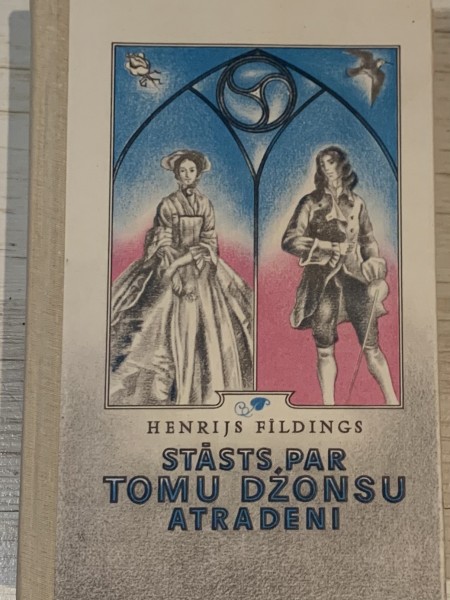 HENRIJS FĪLDINGS
STĀSTS PAR
TOMU DŽONSU
ATRADENI